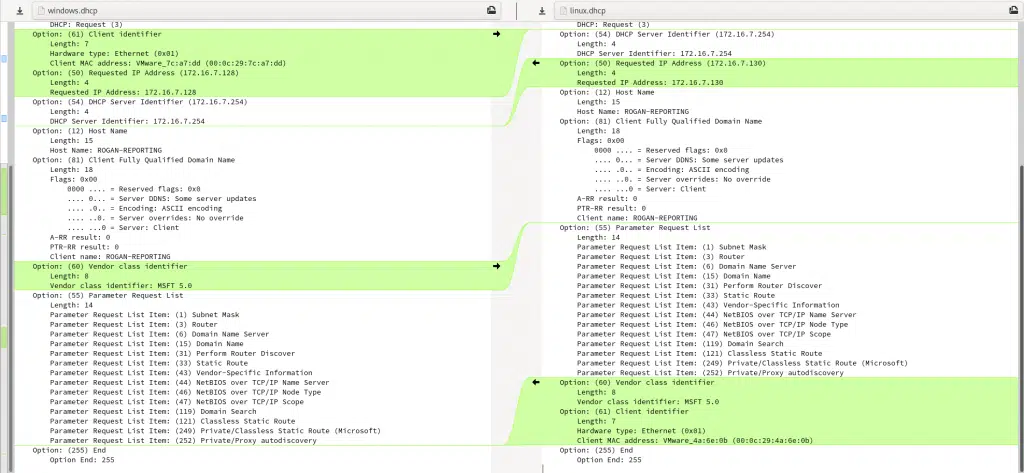 windows.dhcp
DHCP: Request (3)
Option: (61) Client identifier
Length: 7
Hardware type: Ethernet (0x01)
Client MAC address: VMware_7c:a7:dd (00:0c:29:7c:a7:dd)
Option: (50) Requested IP Address (172.16.7.128)
Length: 4
Requested IP Address: 172.16.7.128
Option: (54) DHCP Server Identifier (172.16.7.254)
Length: 4
DHCP Server Identifier: 172.16.7.254
Option: (12) Host Name
Length: 15
Host Name: ROGAN-REPORTING
Option: (81) Client Fully Qualified Domain Name
Length: 18
Flags: 0x00
0000 .... = Reserved flags: 0x0
.... 0... = Server DDNS: Some server updates
.... .0.. = Encoding: ASCII encoding
.... ..0. = Server overrides: No override
.... ...0 = Server: Client
A-RR result: 0
PTR-RR result: 0
Client name: ROGAN-REPORTING
Option: (60) Vendor class identifier
Length: 8
Vendor class identifier: MSFT 5.0
Option: (55) Parameter Request List
Length: 14
Parameter Request List Item: (1) Subnet Mask
Parameter Request List Item: (3) Router
Parameter Request List Item: (6) Domain Name Server
Parameter Request List Item: (15) Domain Name
Parameter Request List Item: (31) Perform Router Discover
Parameter Request List Item: (33) Static Route
Parameter Request List Item: (43) Vendor-Specific Information
Parameter Request List Item: (44) NetBIOS over TCP/IP Name Server
Parameter Request List Item: (46) NetBIOS over TCP/IP Node Type
Parameter Request List Item: (47) NetBIOS over TCP/IP Scope
Parameter Request List Item: (119) Domain Search
Parameter Request List Item: (121) Classless Static Route
Parameter Request List Item: (249) Private/Classless Static Route (Microsoft)
Parameter Request List Item: (252) Private/Proxy autodiscovery
Option: (255) End
Option End: 255
linux.dhcp
DHCP: Request (3)
Option: (54) DHCP Server Identifier (172.16.7.254)
Length: 4
DHCP Server Identifier: 172.16.7.254
Option: (50) Requested IP Address (172.16.7.130)
Length: 4
Requested IP Address: 172.16.7.130
Option: (12) Host Name
Length: 15
Host Name: ROGAN-REPORTING
Option: (81) Client Fully Qualified Domain Name
Length: 18
Flags: 0x00
0000 .... = Reserved flags: 0x0
.... 0... = Server DDNS: Some server updates
.... .0.. = Encoding: ASCII encoding
.... ..0. = Server overrides: No override
.... ...0 = Server: Client
A-RR result: 0
PTR-RR result: 0
Client name: ROGAN-REPORTING
Option: (55) Parameter Request List
Length: 14
Parameter Request List Item: (1) Subnet Mask
Parameter Request List Item: (3) Router
Parameter Request List Item: (6) Domain Name Server
Parameter Request List Item: (15) Domain Name
Parameter Request List Item: (31) Perform Router Discover
Parameter Request List Item: (33) Static Route
Parameter Request List Item: (43) Vendor-Specific Information
Parameter Request List Item: (44) NetBIOS over TCP/IP Name Server
Parameter Request List Item: (46) NetBIOS over TCP/IP Node Type
Parameter Request List Item: (47) NetBIOS over TCP/IP Scope
Parameter Request List Item: (119) Domain Search
Parameter Request List Item: (121) Classless Static Route
Parameter Request List Item: (249) Private/Classless Static Route (Microsoft)
Parameter Request List Item: (252) Private/Proxy autodiscovery
Option: (60) Vendor class identifier
Length: 8
Vendor class identifier: MSFT 5.0
Option: (61) Client identifier
Length: 7
Hardware type: Ethernet (0x01)
Client MAC address: VMware_4a:6e:0b (00:0c:29:4a:6e:0b)
Option: (255) End
Option End: 255